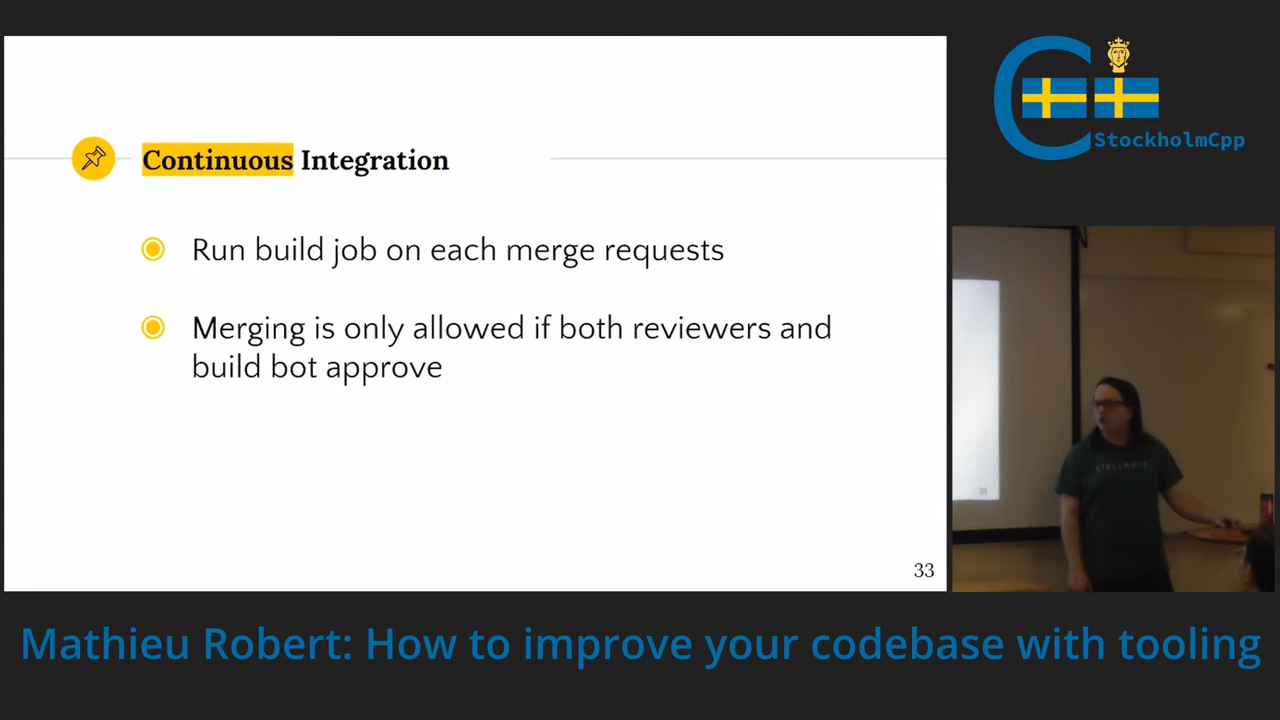 Continuous Integration
Run build job on each merge requests
Merging is only allowed if both reviewers and
build bot approve
33
StockholmCpp
Mathieu Robert: How to improve your codebase with tooling